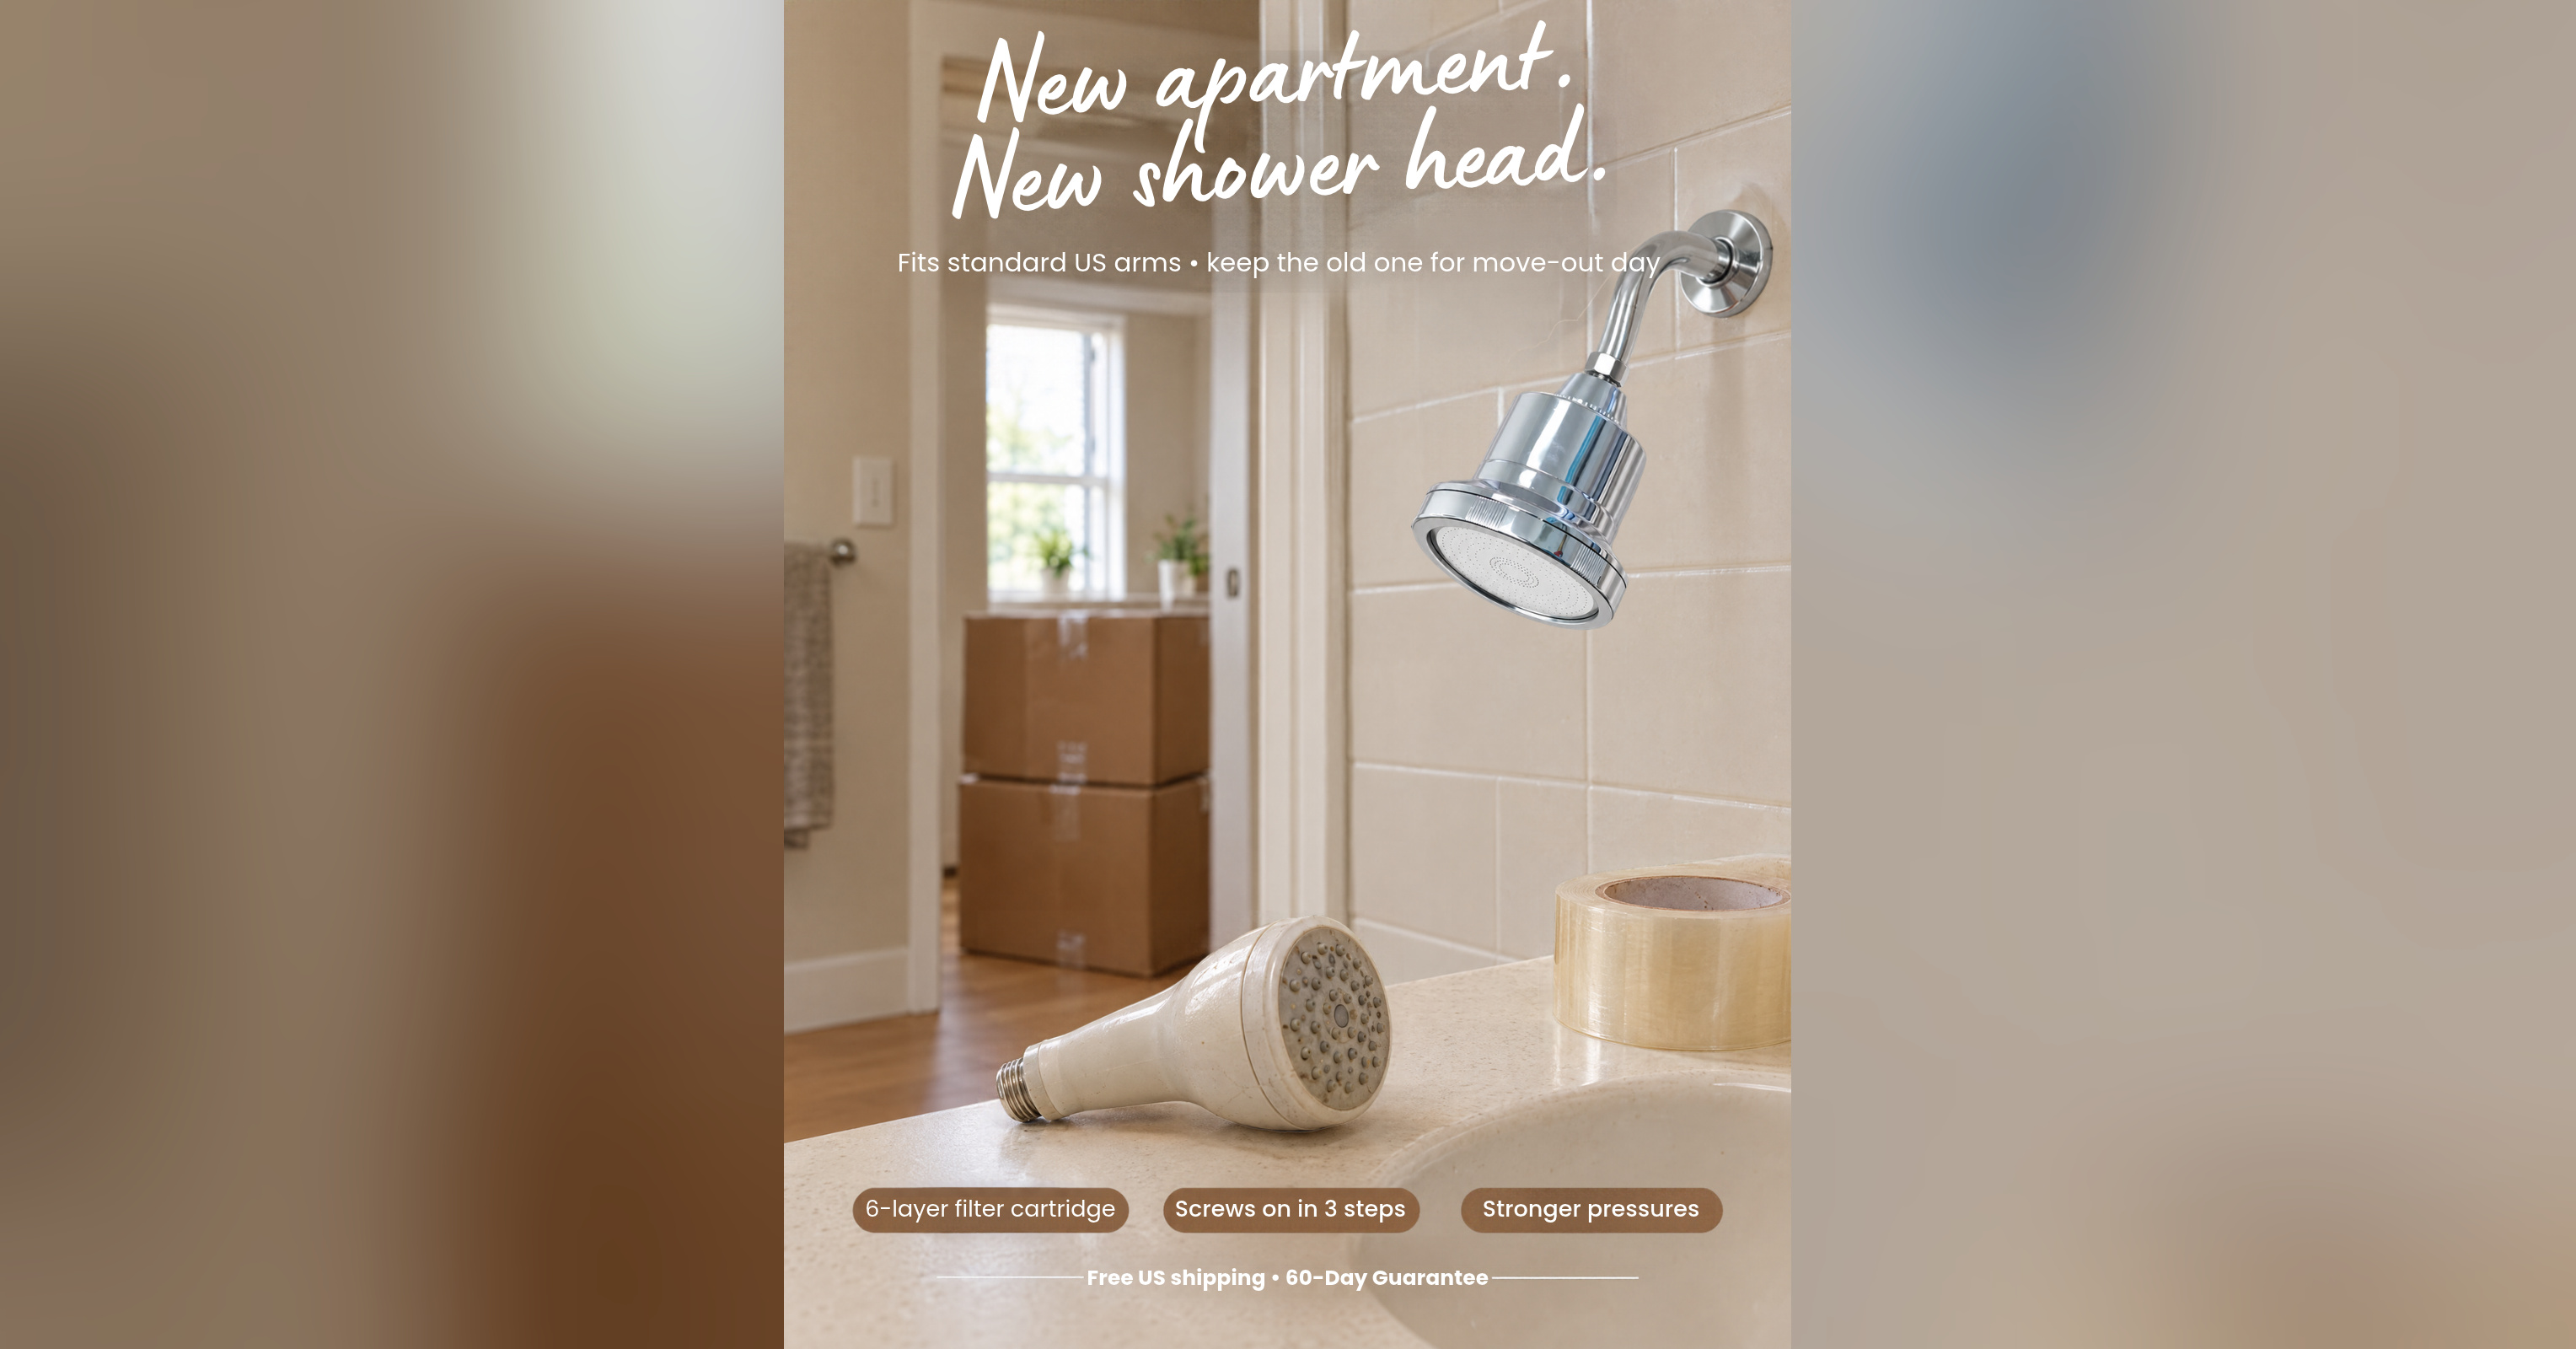 New apartment.
New shower head.
Fits standard US arms • keep the old one for move-out day
6-layer filter cartridge
Screws on in 3 steps
Stronger pressures
Free US shipping • 60-Day Guarantee